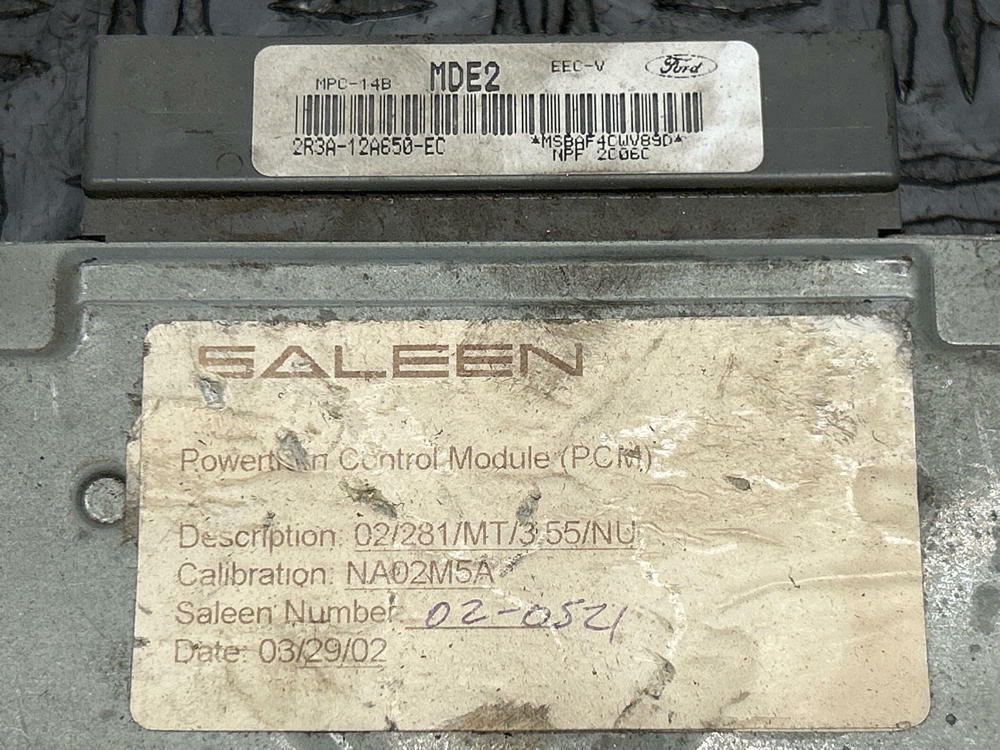 MPC-14B MDE2 EEC-V Ford
2R3A-12A650-EC *MSBAF4CWV89D*
NPF 2C06C
SALEEN
Powertrain Control Module (PCM)
Description: 02/281/MT/3.55/NU
Calibration: NA02M5A
Saleen Number: 02-0521
Date: 03/29/02